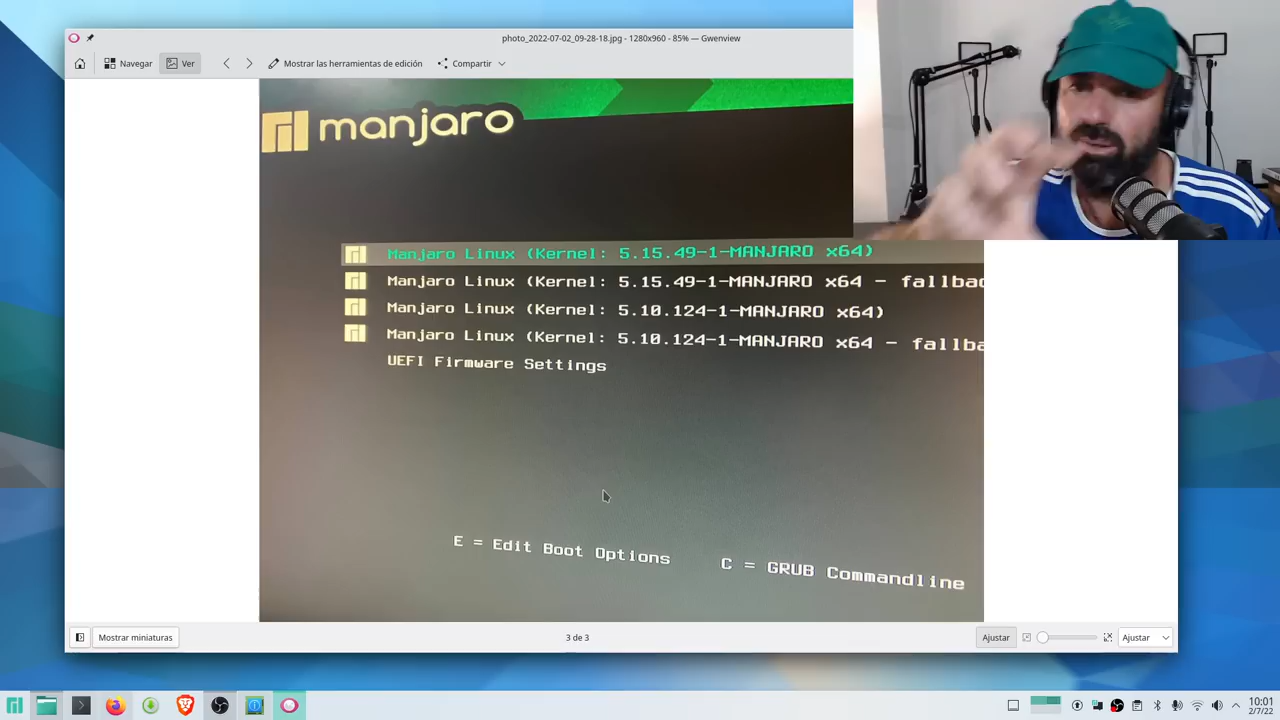 photo_2022-07-02_09-28-18.jpg - 1280x960 - 85% — Gwenview
Navegar
Ver
Mostrar las herramientas de edición
Compartir
manjaro
Manjaro Linux (Kernel: 5.15.49-1-MANJARO x64)
Manjaro Linux (Kernel: 5.15.49-1-MANJARO x64 - fallbac
Manjaro Linux (Kernel: 5.10.124-1-MANJARO x64)
Manjaro Linux (Kernel: 5.10.124-1-MANJARO x64 - fallba
UEFI Firmware Settings
E = Edit Boot Options C = GRUB Commandline
Mostrar miniaturas
3 de 3
Ajustar
Ajustar
10:01
2/7/22